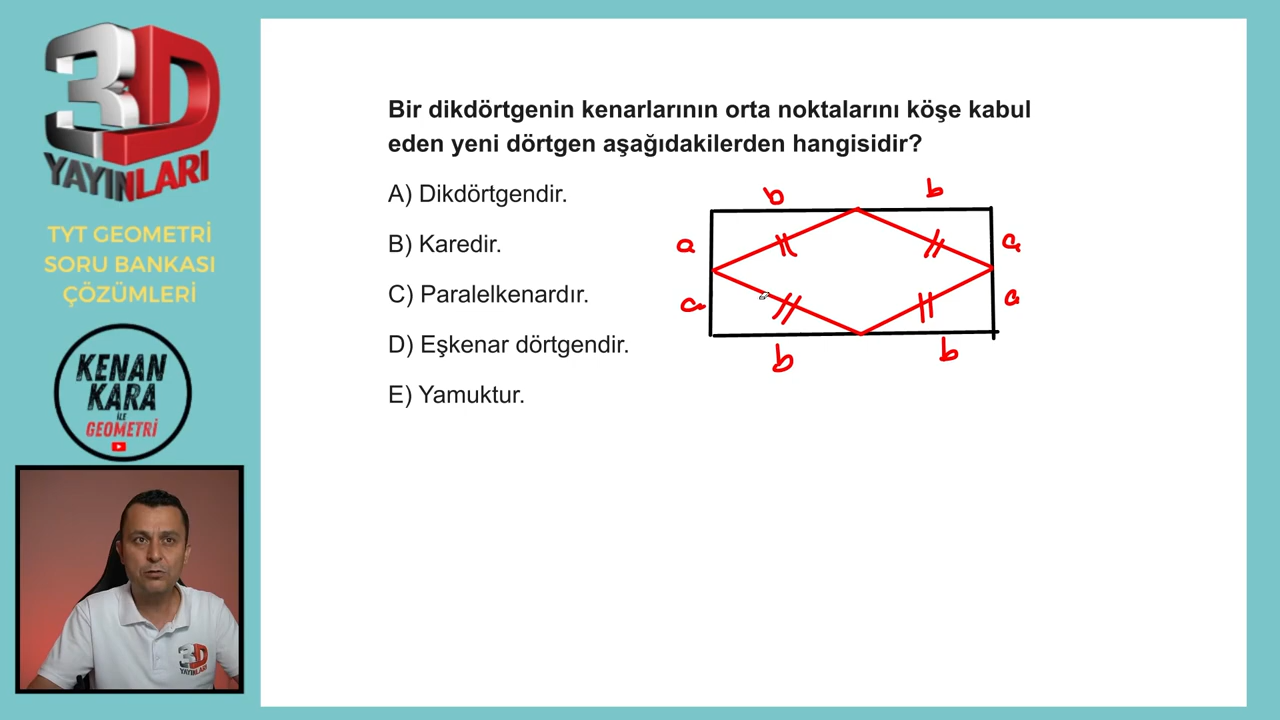 3D
YAYINLARI
TYT GEOMETRİ
SORU BANKASI
ÇÖZÜMLERİ
KENAN
KARA
İLE
GEOMETRİ
3D
YAYINLARI
Bir dikdörtgenin kenarlarının orta noktalarını köşe kabul
eden yeni dörtgen aşağıdakilerden hangisidir?
A) Dikdörtgendir.
B) Karedir.
C) Paralelkenardır.
D) Eşkenar dörtgendir.
E) Yamuktur.
b b
a a
a a
b b